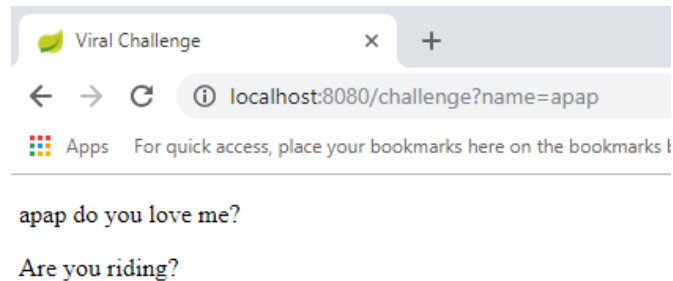 Viral Challenge
localhost:8080/challenge?name=apap
Apps For quick access, place your bookmarks here on the bookmarks
apap do you love me?
Are you riding?